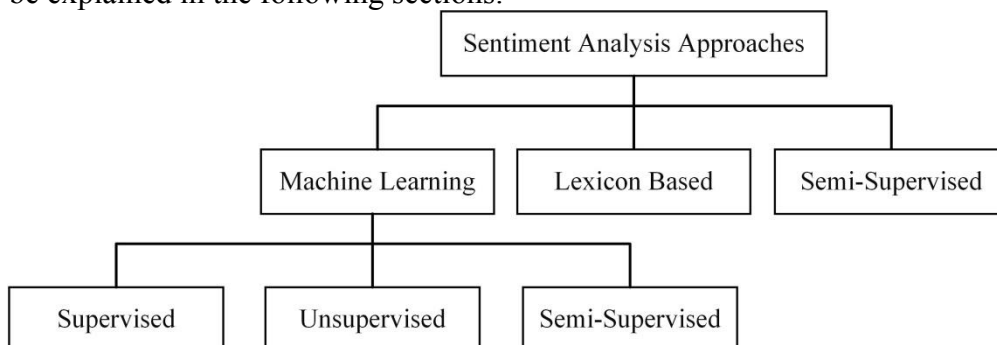 be explained in the following sections.
Sentiment Analysis Approaches
Machine Learning
Lexicon Based
Semi-Supervised
Supervised
Unsupervised
Semi-Supervised